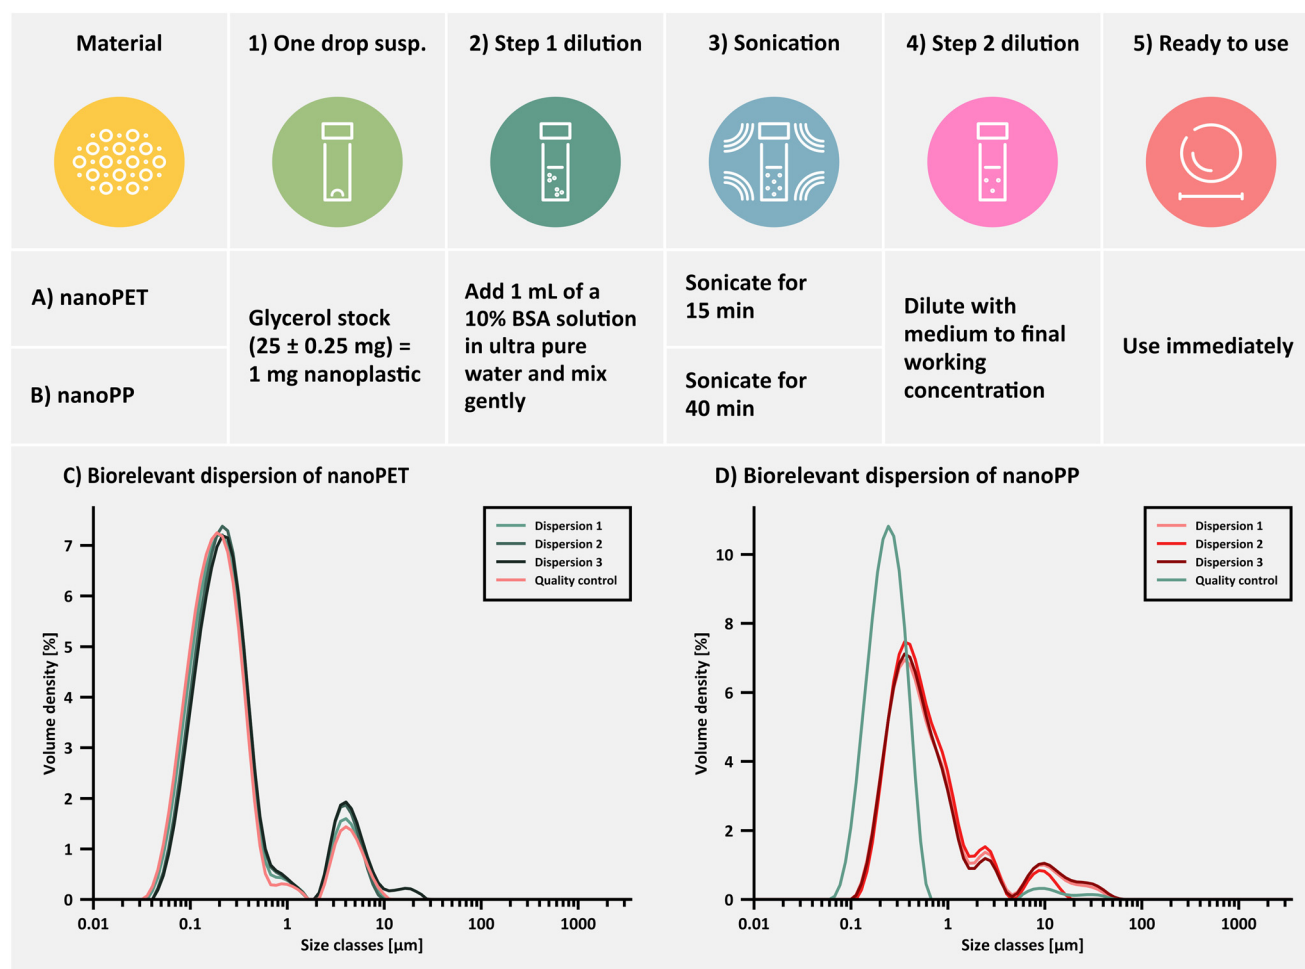 Material
1) One drop susp.
2) Step 1 dilution
3) Sonication
4) Step 2 dilution
5) Ready to use
A) nanoPET
B) nanoPP
Glycerol stock
(25 ± 0.25 mg) =
1 mg nanoplastic
Add 1 mL of a
10% BSA solution
in ultra pure
water and mix
gently
Sonicate for
15 min
Sonicate for
40 min
Dilute with
medium to final
working
concentration
Use immediately
C) Biorelevant dispersion of nanoPET
Dispersion 1
Dispersion 2
Dispersion 3
Quality control
Volume density [%]
7
6
5
4
3
2
1
0
0.01 0.1 1 10 100 1000
Size classes [µm]
D) Biorelevant dispersion of nanoPP
Dispersion 1
Dispersion 2
Dispersion 3
Quality control
Volume density [%]
10
8
6
4
2
0
0.01 0.1 1 10 100 1000
Size classes [µm]